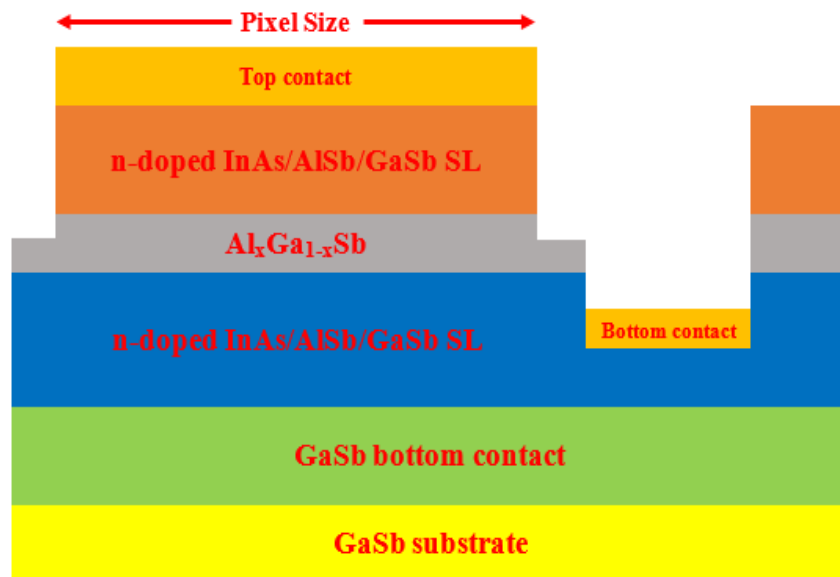 Pixel Size
Top contact
n-doped InAs/AlSb/GaSb SL
AlₓGa₁₋ₓSb
n-doped InAs/AlSb/GaSb SL
Bottom contact
GaSb bottom contact
GaSb substrate